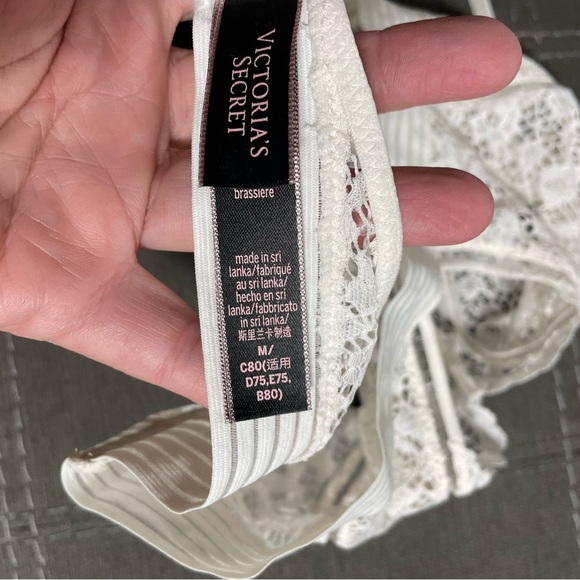 VICTORIA'S
SECRET
brassiere
made in sri
lanka/fabriqué
au sri lanka/
hecho en sri
lanka/fabricato
in sri lanka/
斯里兰卡制造
M/
C80(适用
D75,E75,
B80)